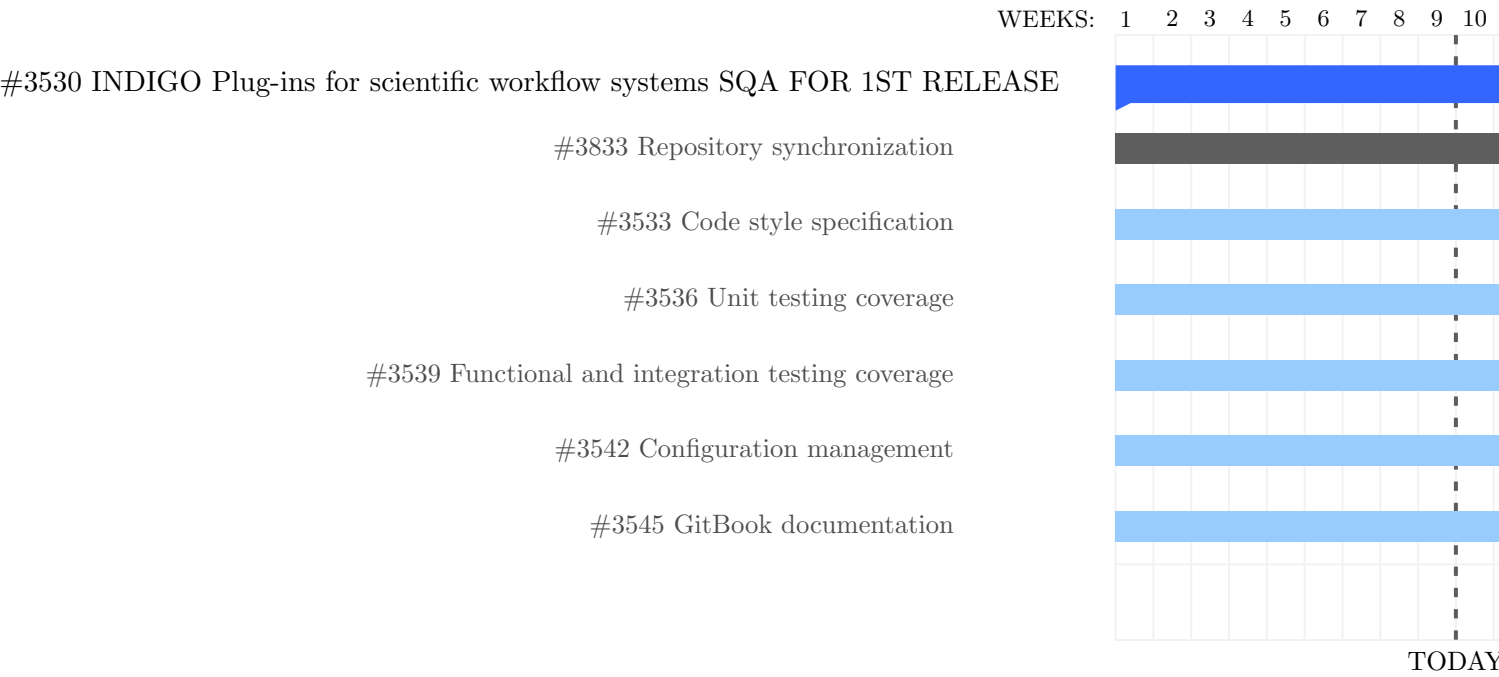 WEEKS: 1 2 3 4 5 6 7 8 9 10
#3530 INDIGO Plug-ins for scientific workflow systems SQA FOR 1ST RELEASE
#3833 Repository synchronization
#3533 Code style specification
#3536 Unit testing coverage
#3539 Functional and integration testing coverage
#3542 Configuration management
#3545 GitBook documentation
TODAY